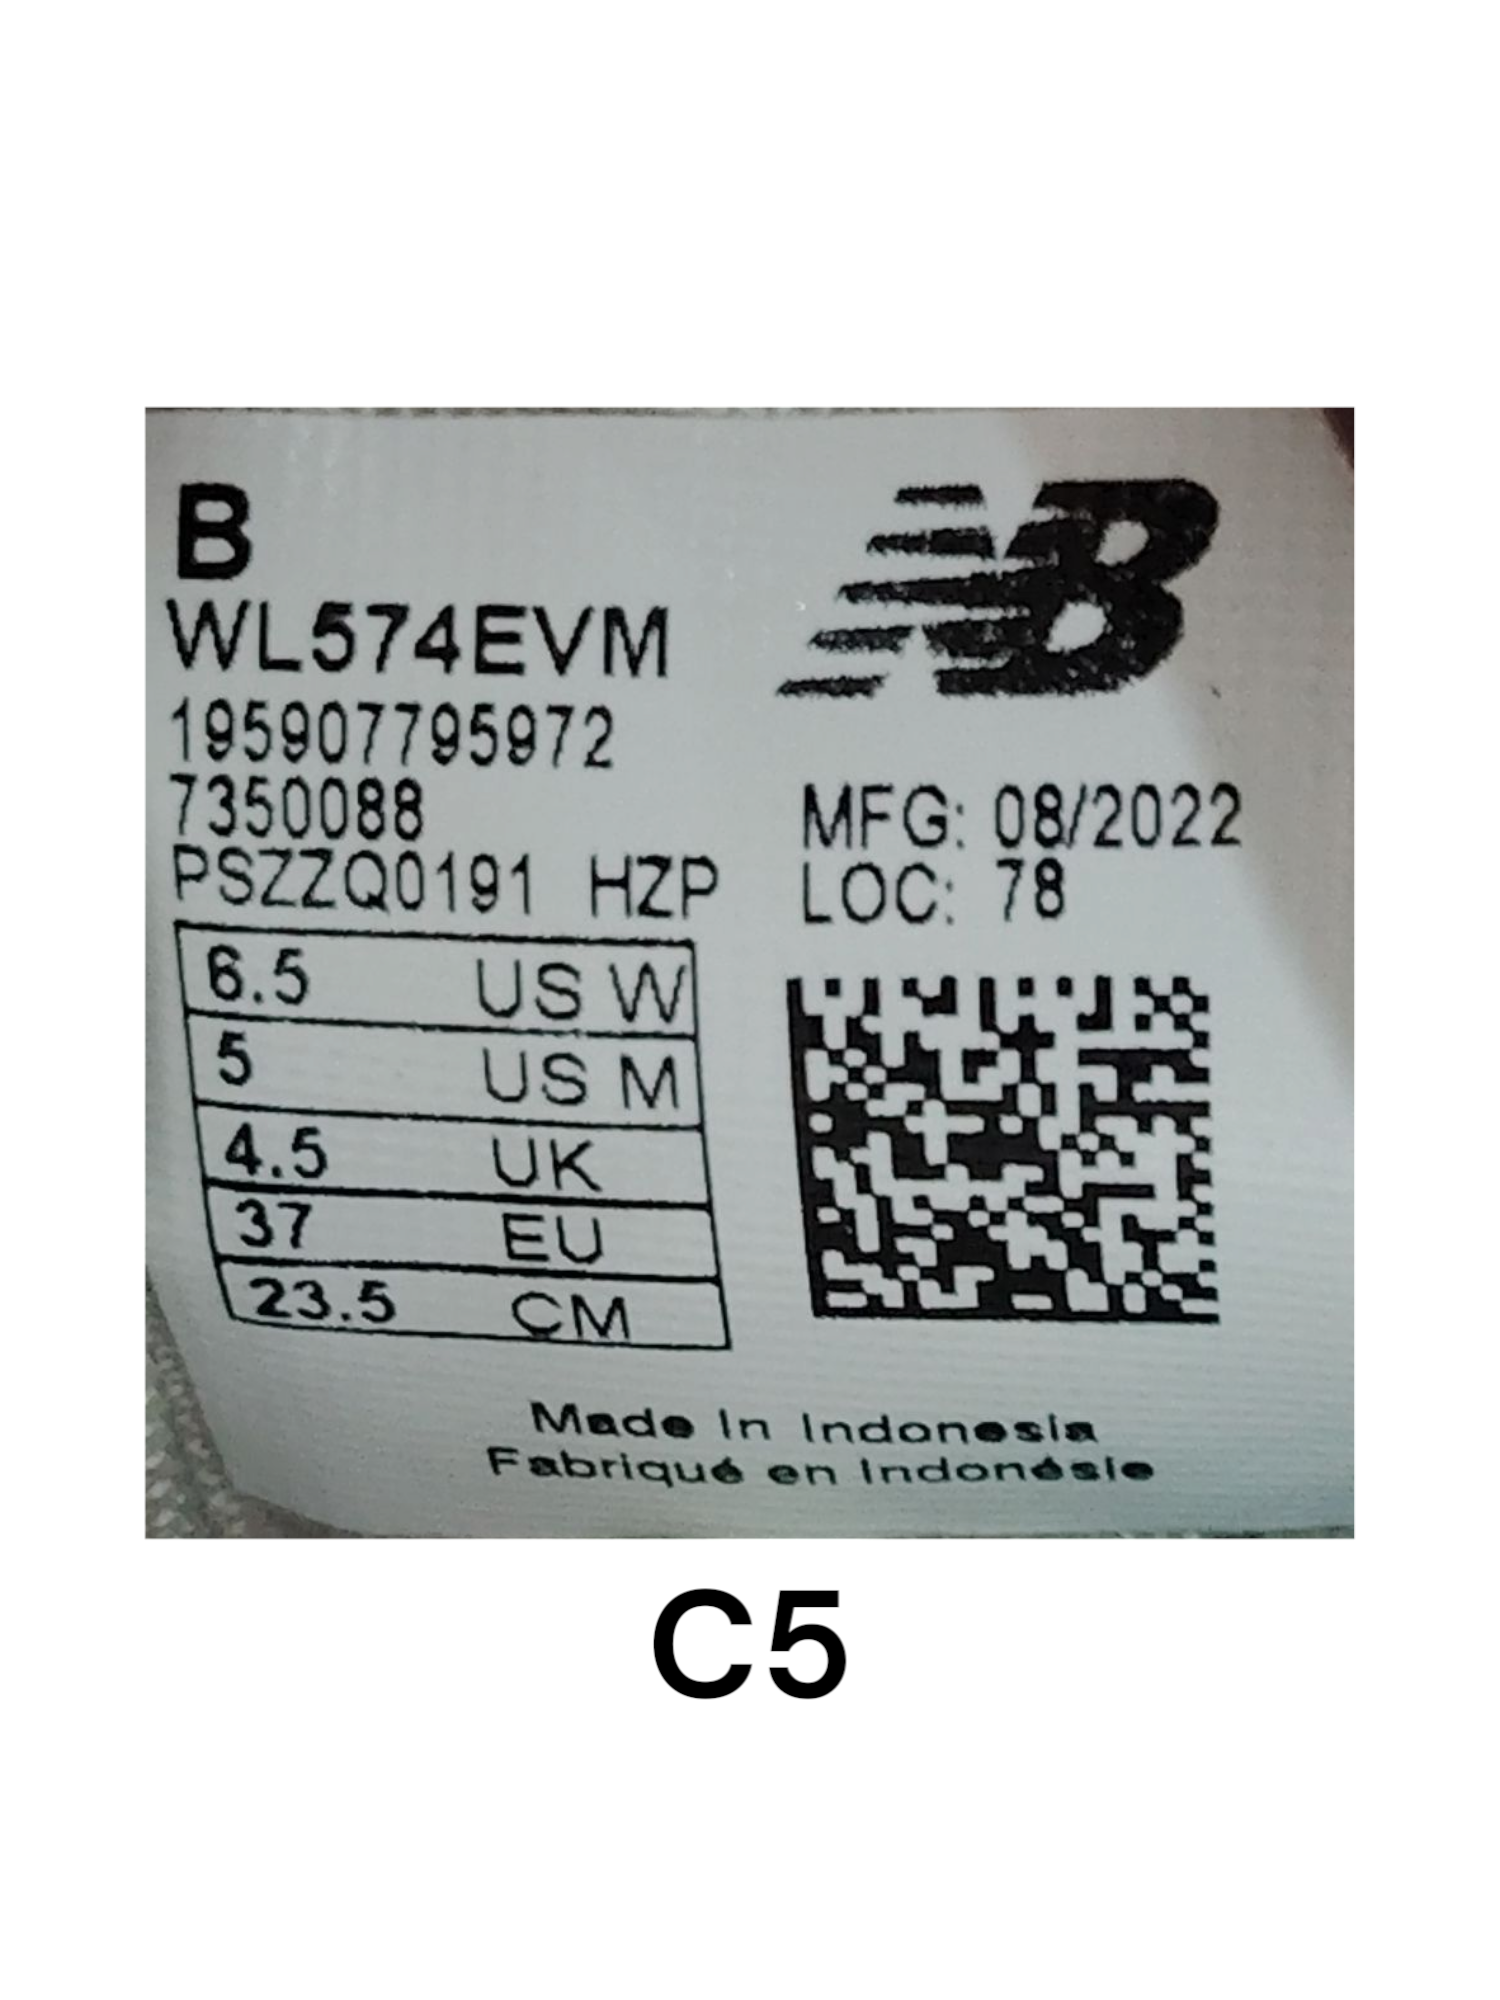 B
WL574EVM
195907795972
7350088
PSZZQ0191 HZP
NB
MFG: 08/2022
LOC: 78
6.5 US W
5 US M
4.5 UK
37 EU
23.5 CM
Made In Indonesia
Fabriqué en Indonésie
C5